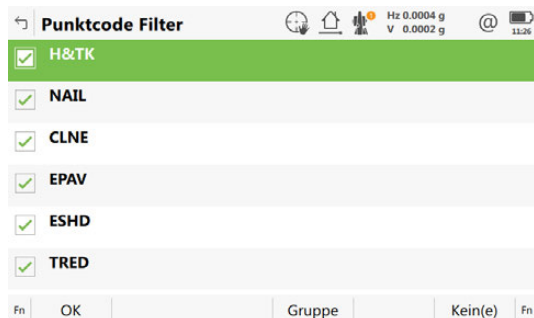 Punktcode Filter
Hz 0.0004 g
V 0.0002 g
@
11:26
H&TK
NAIL
CLNE
EPAV
ESHD
TRED
Fn OK Gruppe Kein(e) Fn